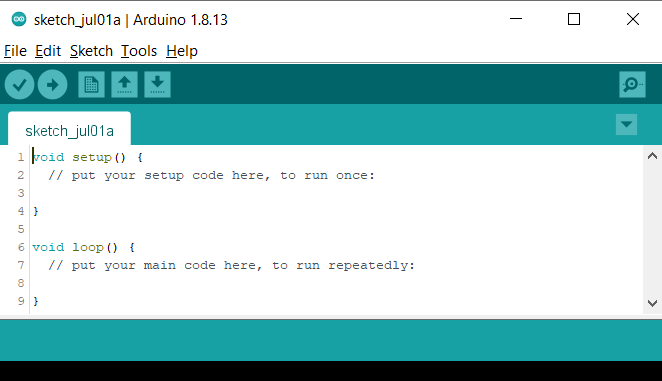 sketch_jul01a | Arduino 1.8.13
File Edit Sketch Tools Help
sketch_jul01a
1 void setup() {
2   // put your setup code here, to run once:
3
4 }
5
6 void loop() {
7   // put your main code here, to run repeatedly:
8
9 }